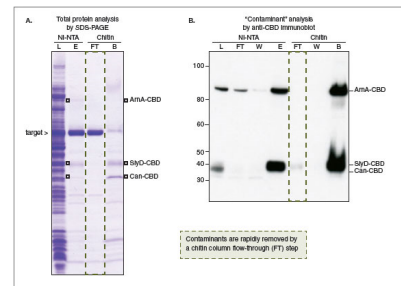 A.
Total protein analysis
by SDS-PAGE
NI-NTA Chitin
L E FT B
ArnA-CBD
target >
SlyD-CBD
Can-CBD
B.
"Contaminant" analysis
by anti-CBD Immunoblot
NI-NTA Chitin
L FT W E FT W B
100
80
60
50
40
30
ArnA-CBD
SlyD-CBD
Can-CBD
Contaminants are rapidly removed by
a chitin column flow-through (FT) step